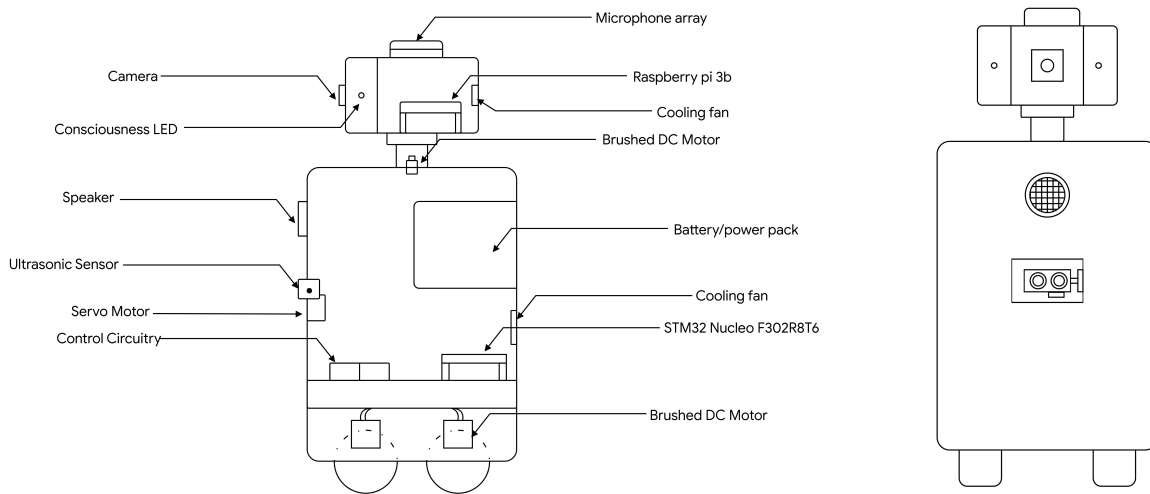 Microphone array
Camera
Raspberry pi 3b
Cooling fan
Consciousness LED
Brushed DC Motor
Speaker
Battery/power pack
Ultrasonic Sensor
Cooling fan
Servo Motor
STM32 Nucleo F302R8T6
Control Circuitry
Brushed DC Motor